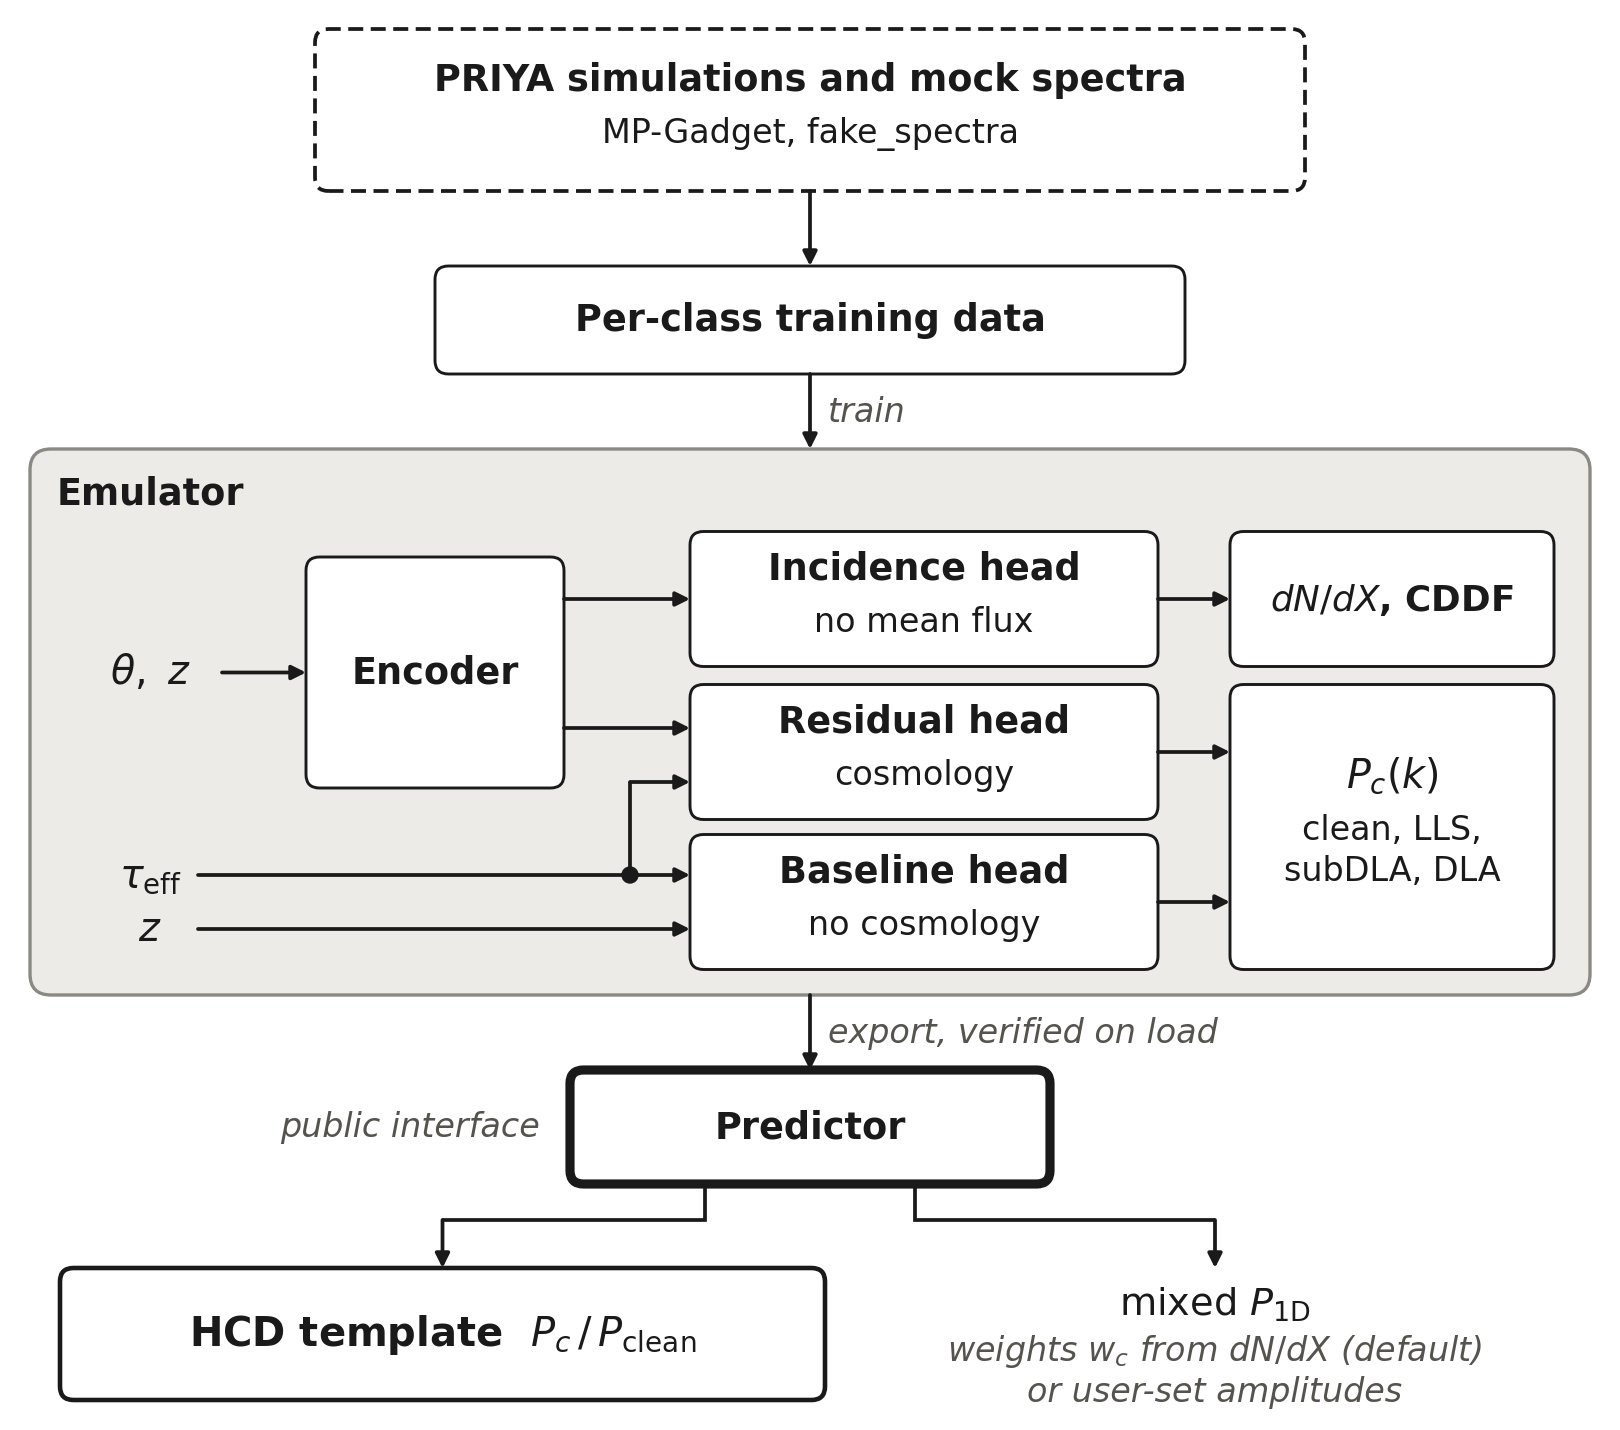 PRIYA simulations and mock spectra
MP-Gadget, fake_spectra
Per-class training data
train
Emulator
Encoder
θ, z
Incidence head
no mean flux
dN/dX, CDDF
Residual head
cosmology
P_c(k)
clean, LLS,
subDLA, DLA
τ_eff
z
Baseline head
no cosmology
export, verified on load
public interface
Predictor
HCD template P_c / P_clean
mixed P_1D
weights w_c from dN/dX (default)
or user-set amplitudes